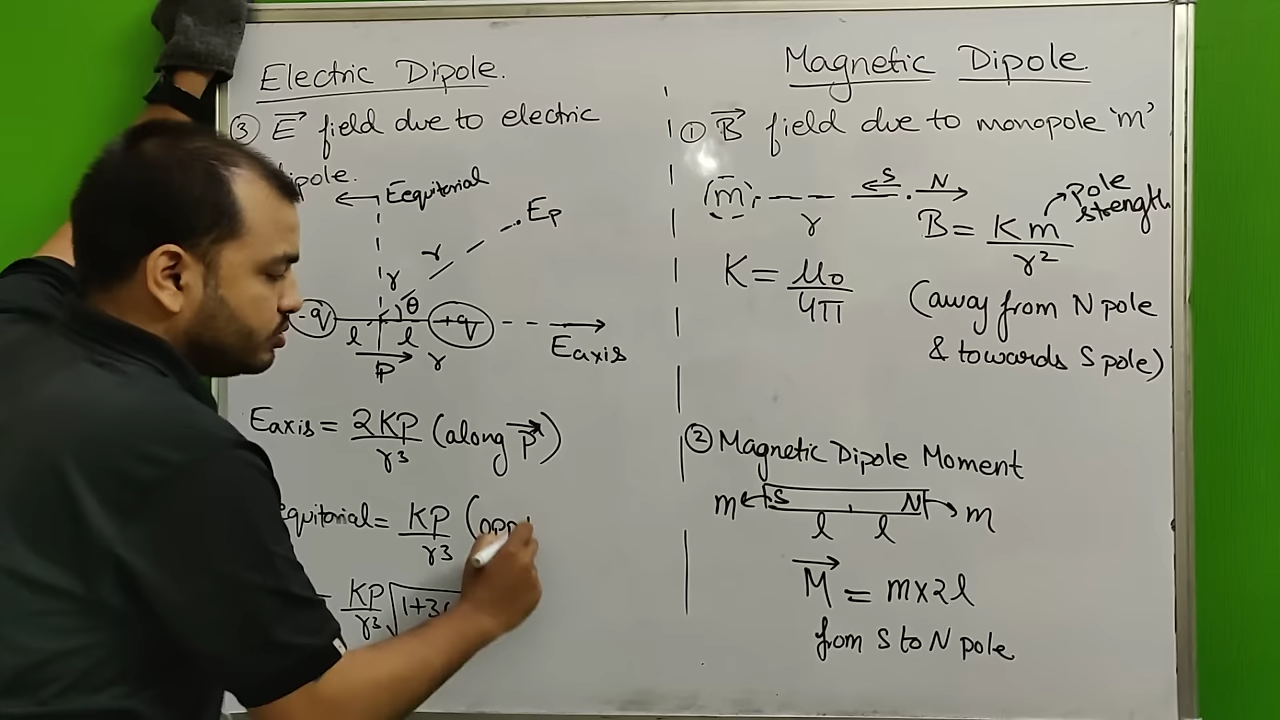 Electric Dipole.
③ E⃗ field due to electric
dipole.
Eequitorial
Ep
r
r
θ
-q
+q
l
l
P
r
Eaxis
Eaxis = 2KP/r³ (along P⃗)
Equitorial = KP/r³ (opp
KP/r³ √1+3
Magnetic Dipole.
① B⃗ field due to monopole 'm'
m
r
S
N
B = Km/r²
Pole
strength
K = μ₀/4π
(away from N pole
& towards S pole)
② Magnetic Dipole Moment
m
S
N
m
l
l
M⃗ = m×2l
from S to N pole